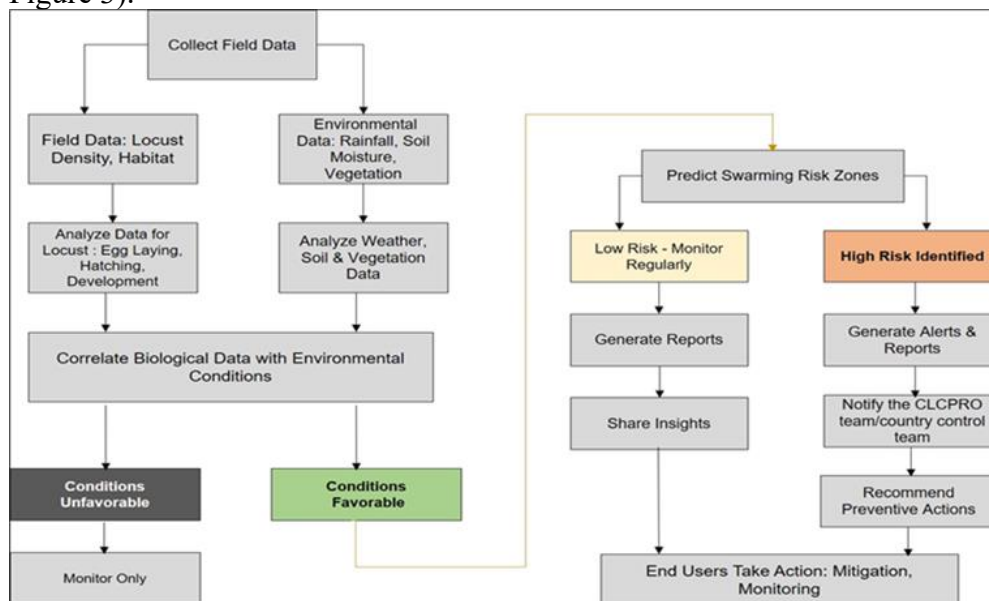 Figure 3).
Collect Field Data
Field Data: Locust
Density, Habitat
Environmental
Data: Rainfall, Soil
Moisture,
Vegetation
Analyze Data for
Locust : Egg Laying,
Hatching,
Development
Analyze Weather,
Soil & Vegetation
Data
Correlate Biological Data with Environmental
Conditions
Conditions
Unfavorable
Conditions
Favorable
Monitor Only
Predict Swarming Risk Zones
Low Risk - Monitor
Regularly
High Risk Identified
Generate Reports
Generate Alerts &
Reports
Share Insights
Notify the CLCPRO
team/country control
team
Recommend
Preventive Actions
End Users Take Action: Mitigation,
Monitoring